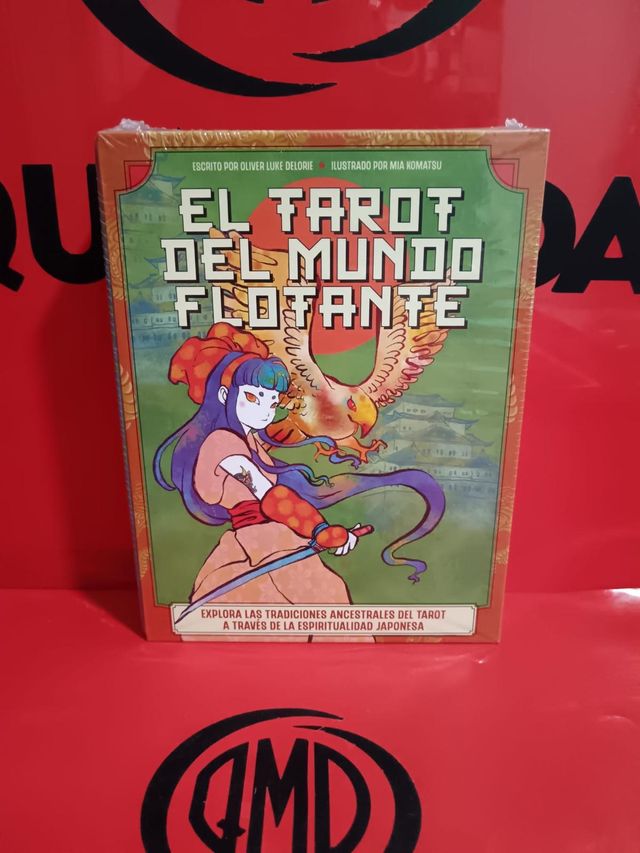 ESCRITO POR OLIVER LUKE DELORIE ★ ILUSTRADO POR MIA KOMATSU
EL TAROT
DEL MUNDO
FLOTANTE
EXPLORA LAS TRADICIONES ANCESTRALES DEL TAROT
A TRAVÉS DE LA ESPIRITUALIDAD JAPONESA
QMD